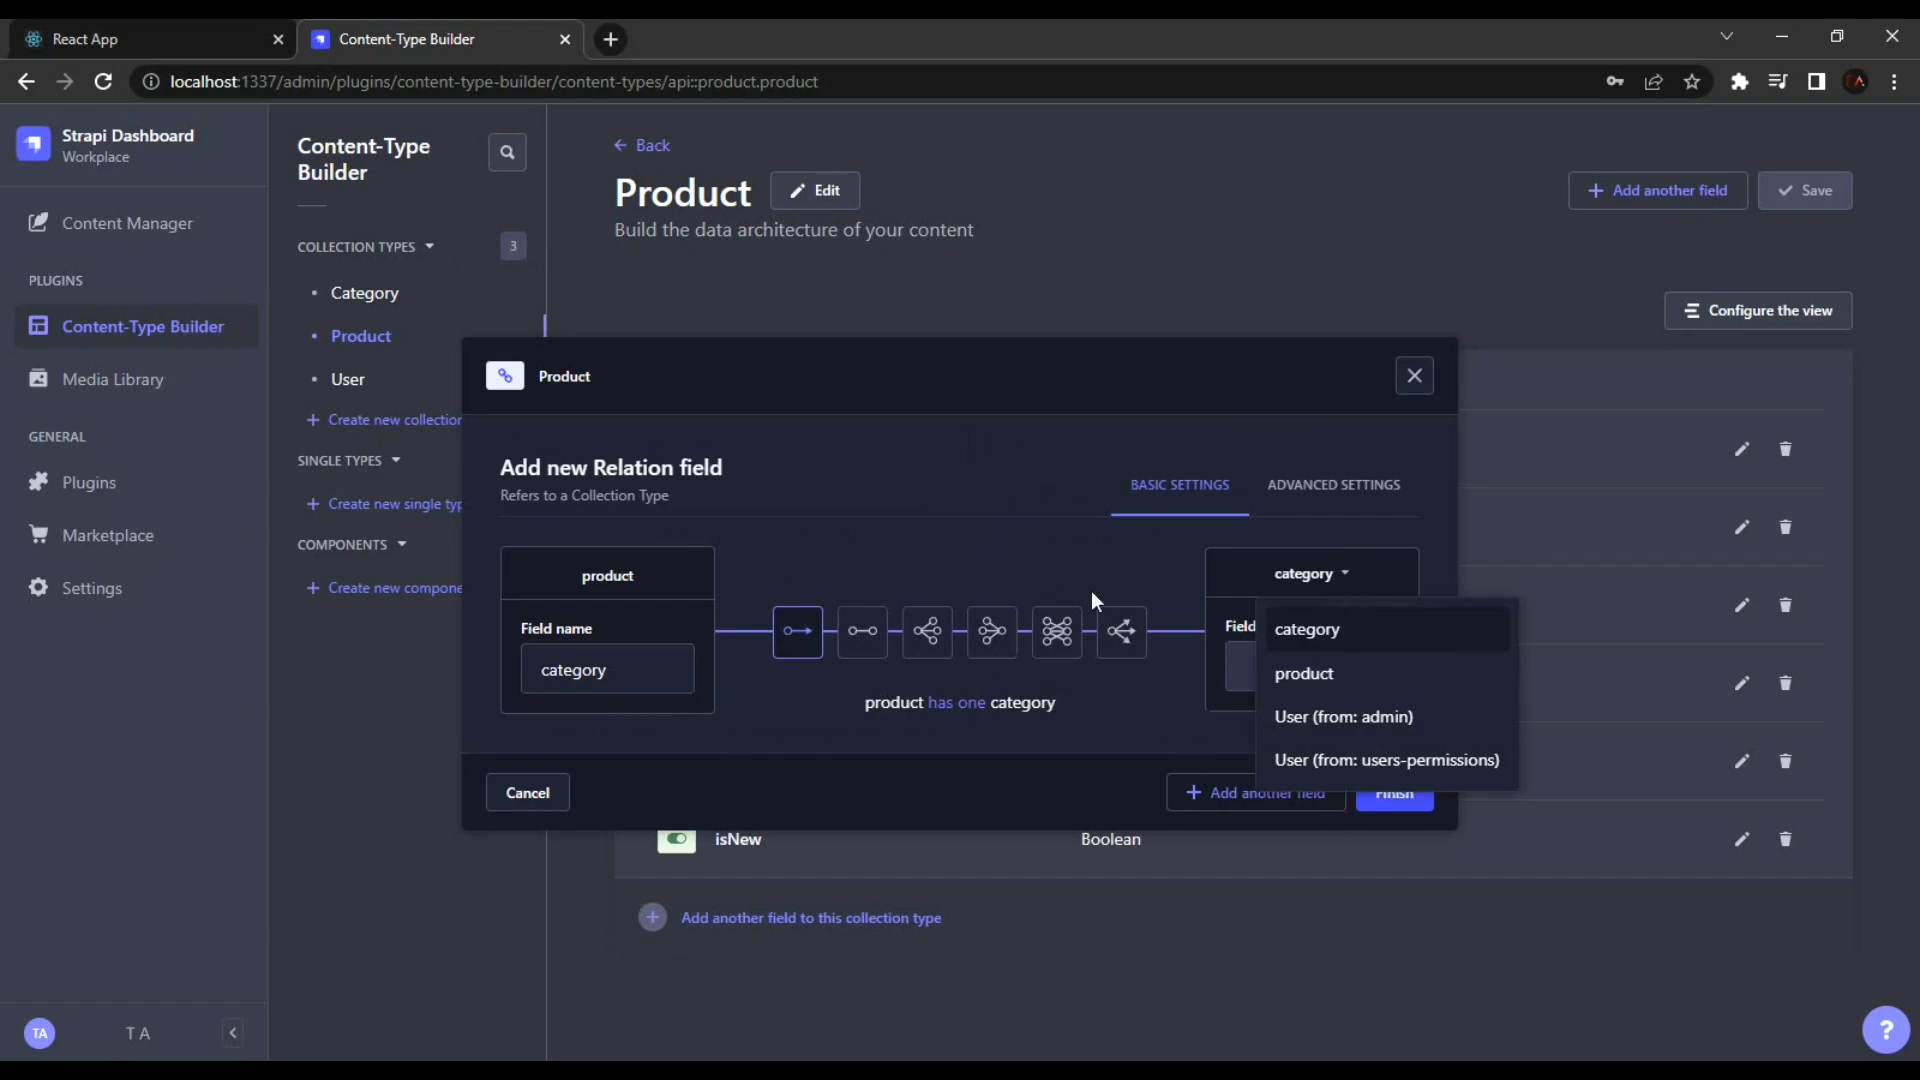 React App
Content-Type Builder
localhost:1337/admin/plugins/content-type-builder/content-types/api::product.product
Strapi Dashboard
Workplace
Content Manager
PLUGINS
Content-Type Builder
Media Library
GENERAL
Plugins
Marketplace
Settings
TA
T A
Content-Type
Builder
COLLECTION TYPES
3
Category
Product
User
+ Create new collection
SINGLE TYPES
+ Create new single typ
COMPONENTS
+ Create new compone
Back
Product
Edit
Build the data architecture of your content
+ Add another field
Save
Configure the view
Product
Add new Relation field
Refers to a Collection Type
BASIC SETTINGS
ADVANCED SETTINGS
product
Field name
category
product has one category
category
Field
category
product
User (from: admin)
User (from: users-permissions)
Cancel
+ Add another field
Finish
isNew
Boolean
+ Add another field to this collection type
?